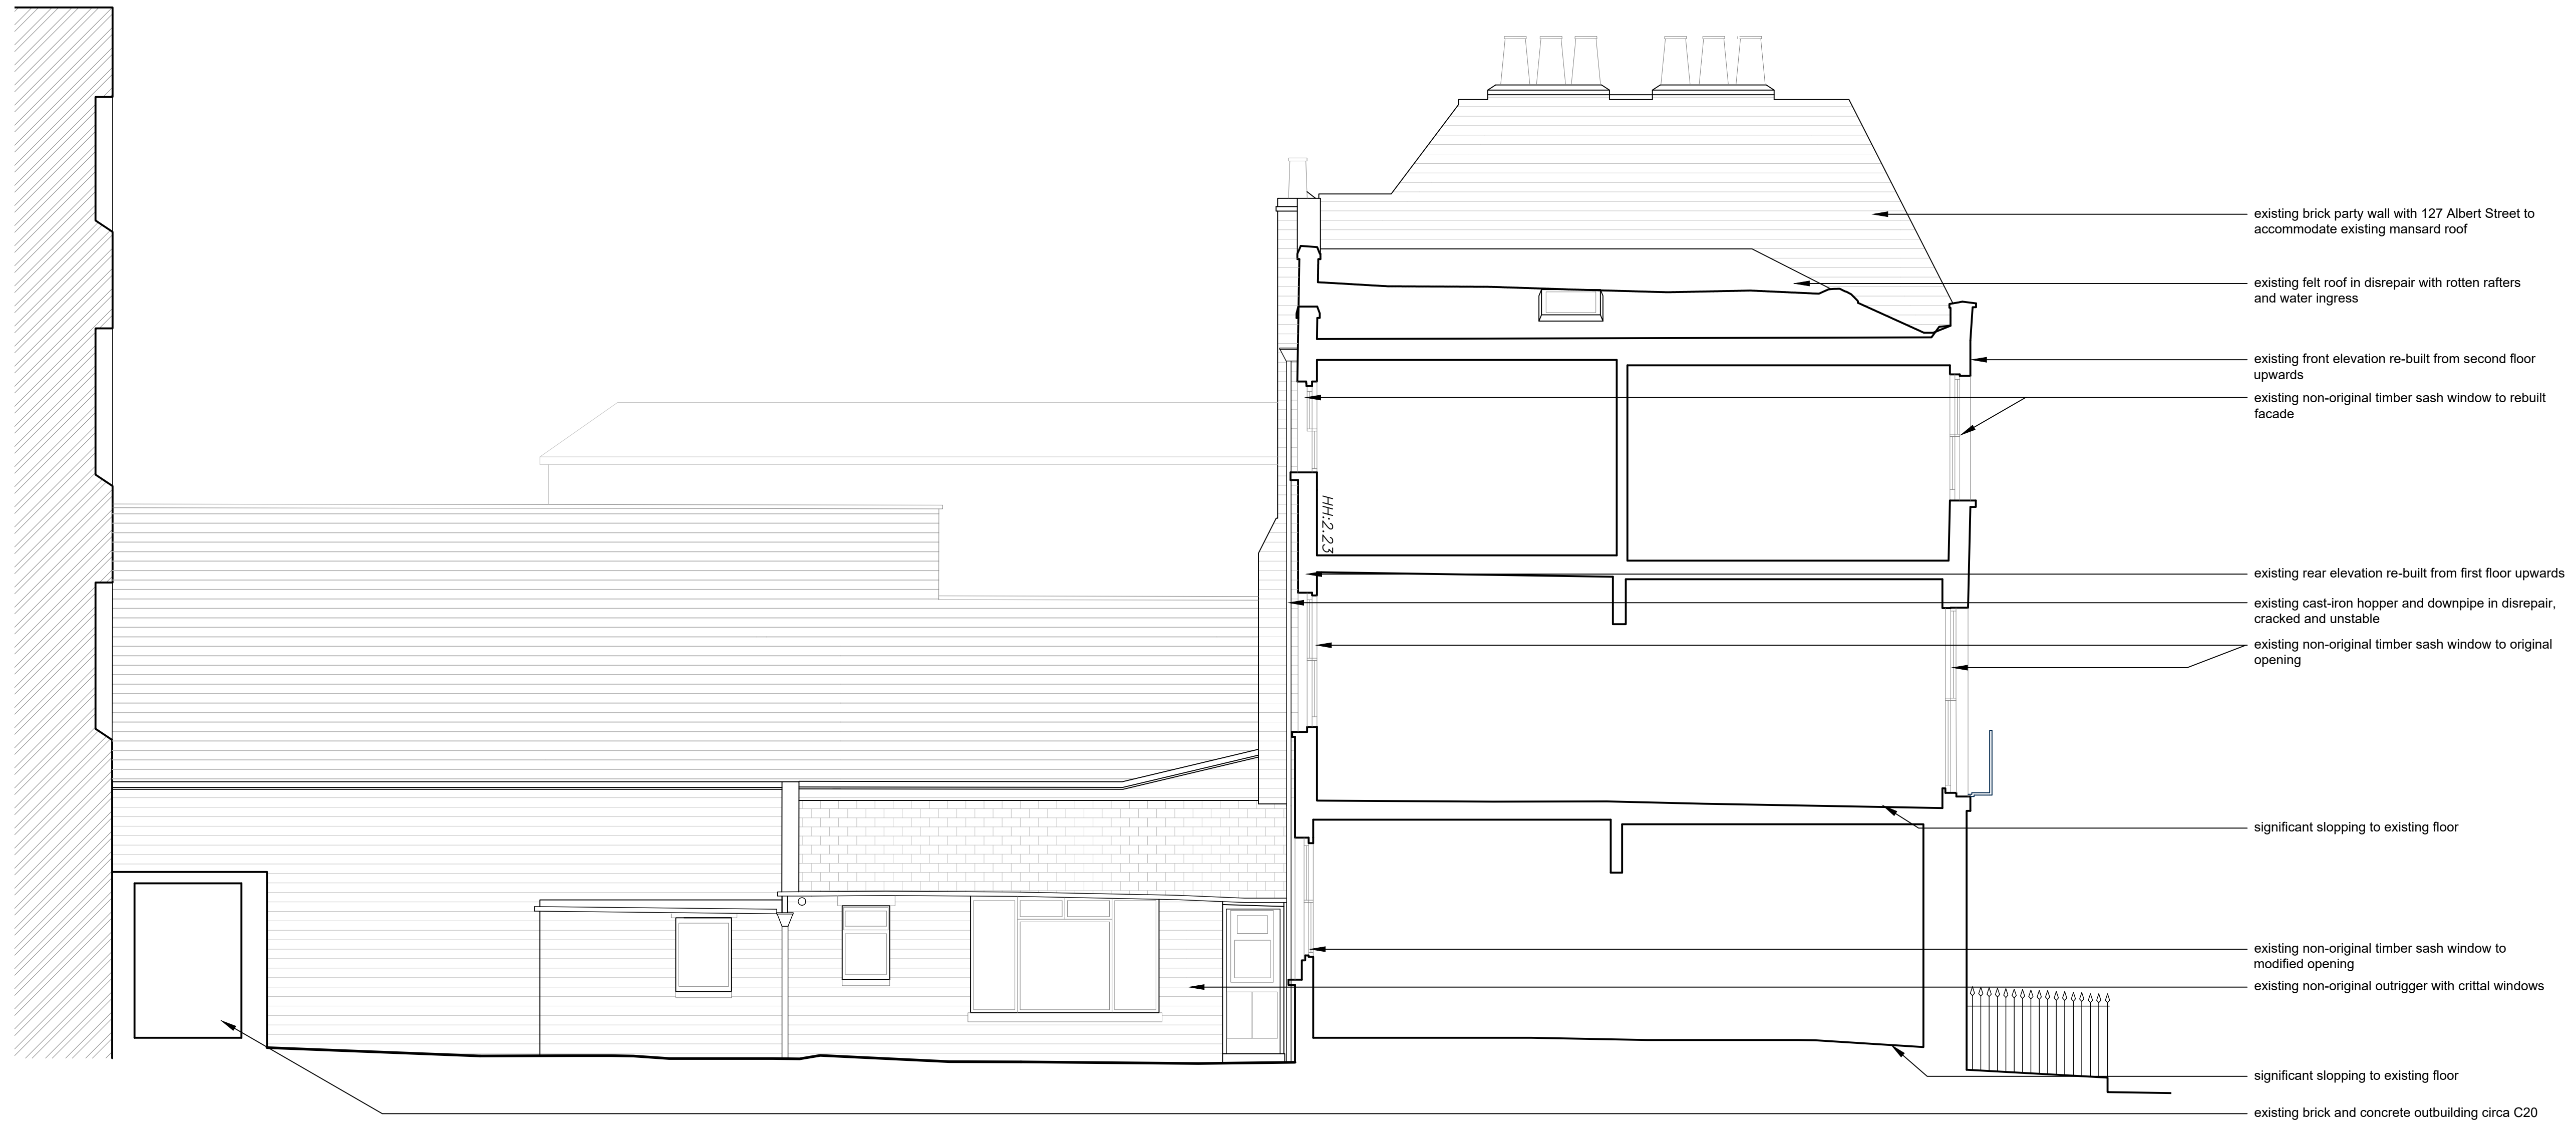 existing brick party wall with 127 Albert Street to
accommodate existing mansard roof
existing felt roof in disrepair with rotten rafters
and water ingress
existing front elevation re-built from second floor
upwards
existing non-original timber sash window to rebuilt
facade
HH:2.23
existing rear elevation re-built from first floor upwards
existing cast-iron hopper and downpipe in disrepair,
cracked and unstable
existing non-original timber sash window to original
opening
significant slopping to existing floor
existing non-original timber sash window to
modified opening
existing non-original outrigger with crittal windows
significant slopping to existing floor
existing brick and concrete outbuilding circa C20